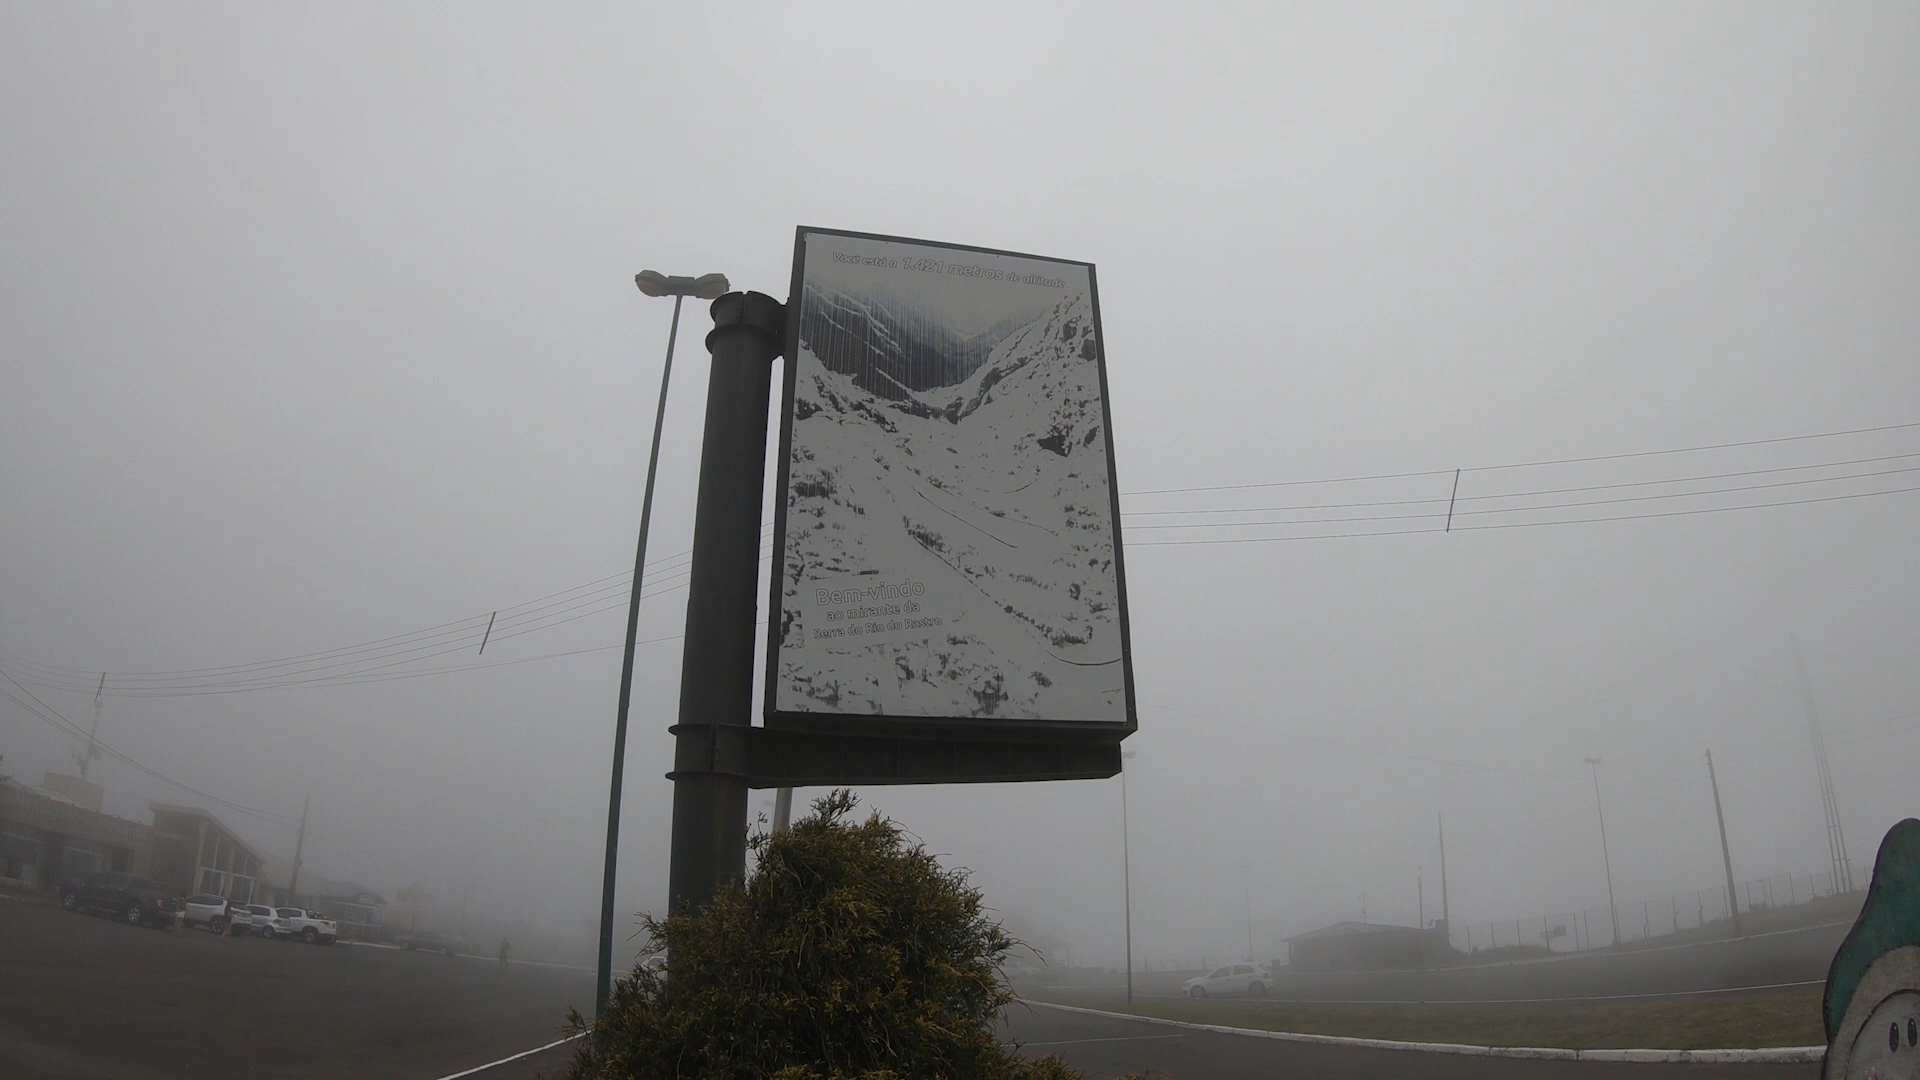 Você está a 1.421 metros de altitude
Bem-vindo
ao mirante da
Serra do Rio do Rastro